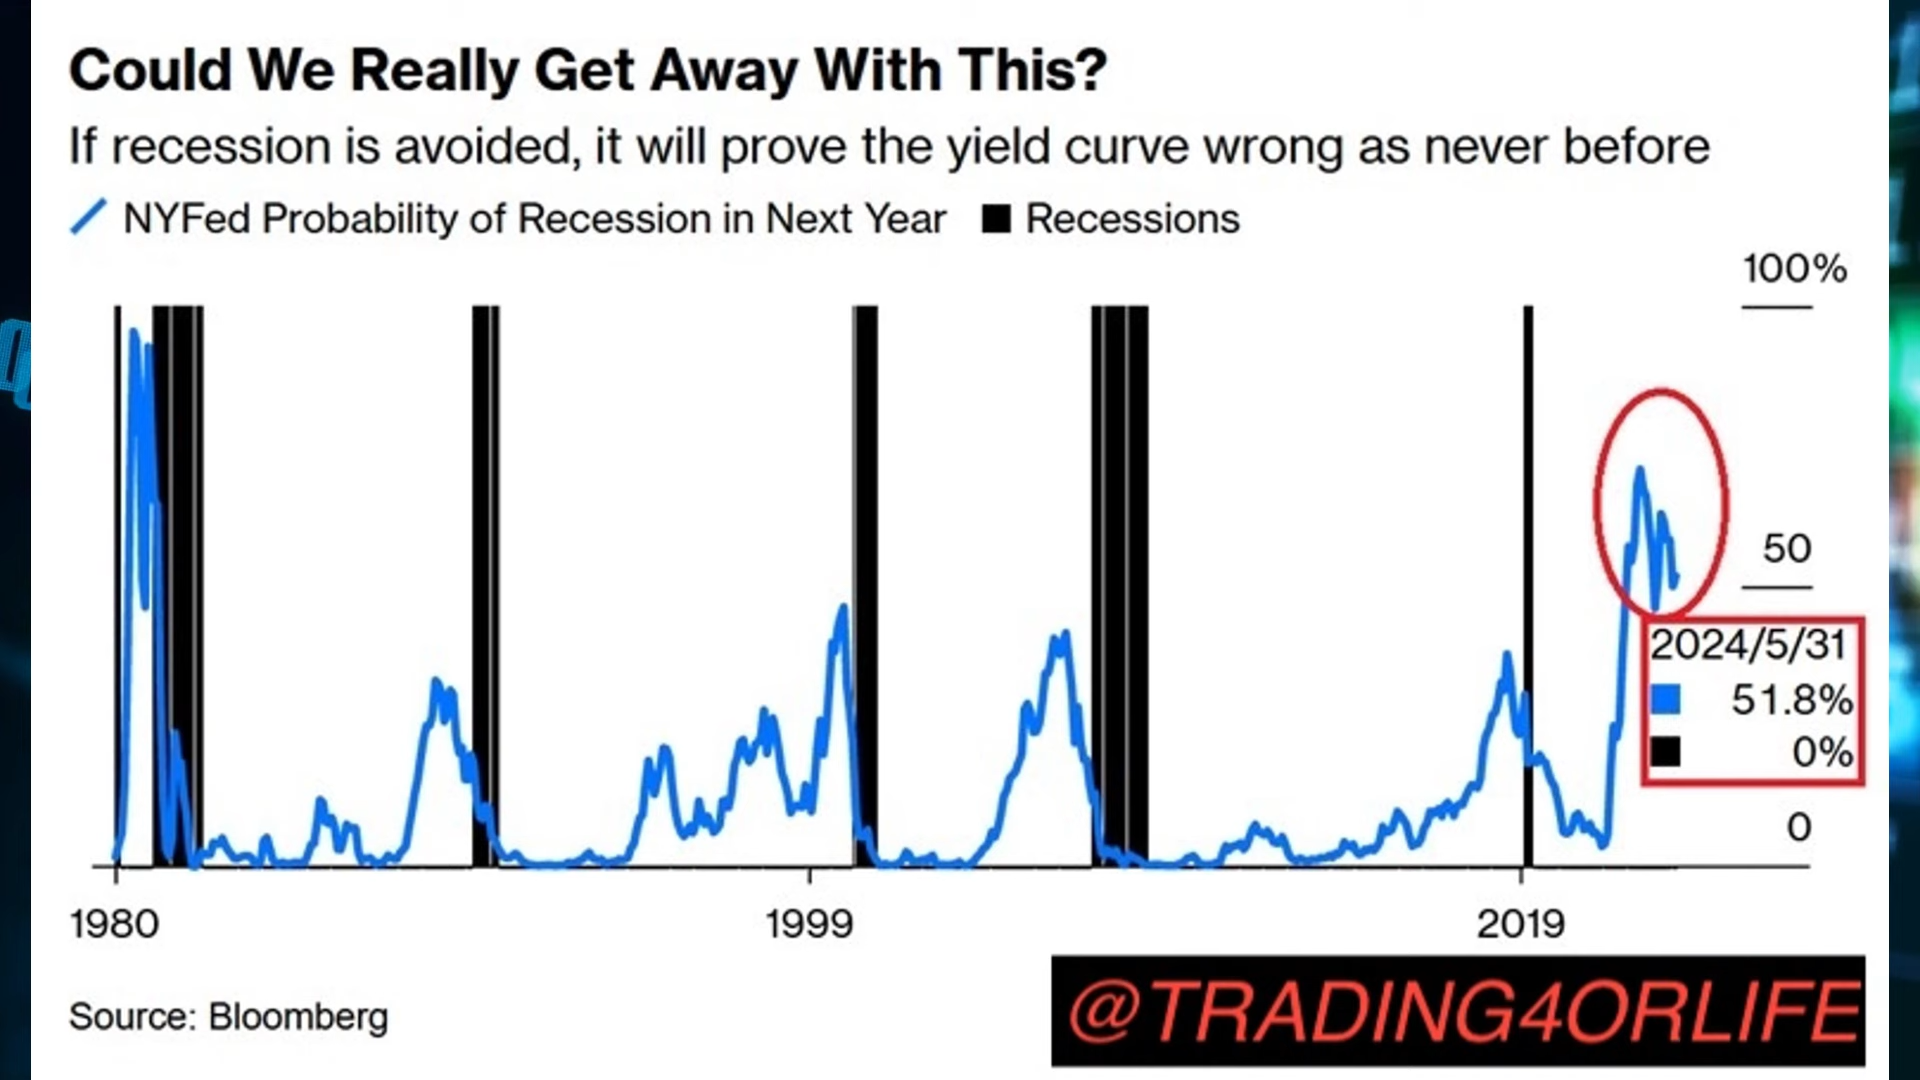 Could We Really Get Away With This?
If recession is avoided, it will prove the yield curve wrong as never before
NYFed Probability of Recession in Next Year Recessions
100%
50
2024/5/31
51.8%
0%
0
1980 1999 2019
Source: Bloomberg
@TRADING4ORLIFE